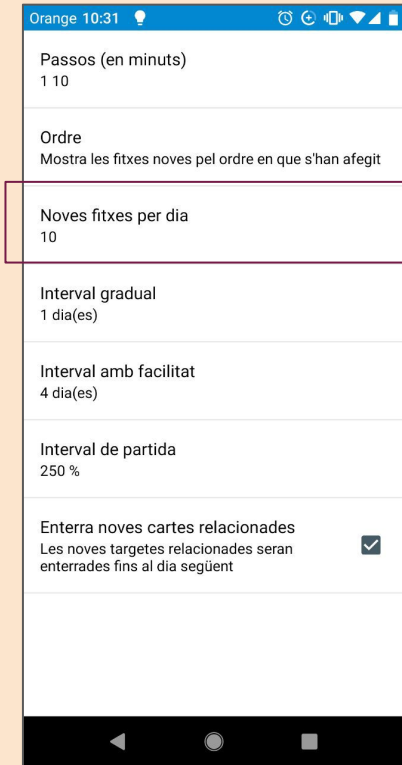 Orange 10:31
Passos (en minuts)
1 10
Ordre
Mostra les fitxes noves pel ordre en que s'han afegit
Noves fitxes per dia
10
Interval gradual
1 dia(es)
Interval amb facilitat
4 dia(es)
Interval de partida
250 %
Enterra noves cartes relacionades
Les noves targetes relacionades seran
enterrades fins al dia següent